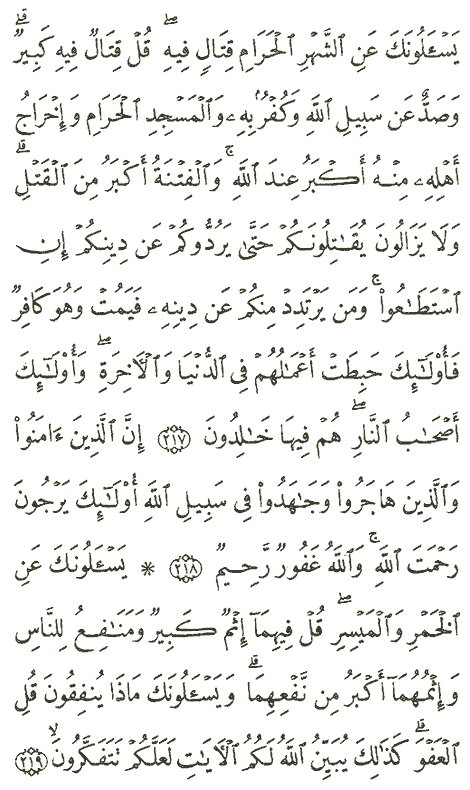 يَسْـَٔلُونَكَ عَنِ ٱلشَّهْرِ ٱلْحَرَامِ قِتَالٍ فِيهِ ۖ قُلْ قِتَالٌ فِيهِ كَبِيرٌ ۖ
وَصَدٌّ عَن سَبِيلِ ٱللَّهِ وَكُفْرٌۢ بِهِۦ وَٱلْمَسْجِدِ ٱلْحَرَامِ وَإِخْرَاجُ
أَهْلِهِۦ مِنْهُ أَكْبَرُ عِندَ ٱللَّهِ ۚ وَٱلْفِتْنَةُ أَكْبَرُ مِنَ ٱلْقَتْلِ ۗ
وَلَا يَزَالُونَ يُقَـٰتِلُونَكُمْ حَتَّىٰ يَرُدُّوكُمْ عَن دِينِكُمْ إِنِ
ٱسْتَطَـٰعُوا۟ ۚ وَمَن يَرْتَدِدْ مِنكُمْ عَن دِينِهِۦ فَيَمُتْ وَهُوَ كَافِرٌ
فَأُو۟لَـٰٓئِكَ حَبِطَتْ أَعْمَـٰلُهُمْ فِى ٱلدُّنْيَا وَٱلْـَٔاخِرَةِ ۖ وَأُو۟لَـٰٓئِكَ
أَصْحَـٰبُ ٱلنَّارِ ۖ هُمْ فِيهَا خَـٰلِدُونَ ۝٢١٧ إِنَّ ٱلَّذِينَ ءَامَنُوا۟
وَٱلَّذِينَ هَاجَرُوا۟ وَجَـٰهَدُوا۟ فِى سَبِيلِ ٱللَّهِ أُو۟لَـٰٓئِكَ يَرْجُونَ
رَحْمَتَ ٱللَّهِ ۚ وَٱللَّهُ غَفُورٌ رَّحِيمٌ ۝٢١٨ * يَسْـَٔلُونَكَ عَنِ
ٱلْخَمْرِ وَٱلْمَيْسِرِ ۖ قُلْ فِيهِمَآ إِثْمٌ كَبِيرٌ وَمَنَـٰفِعُ لِلنَّاسِ
وَإِثْمُهُمَآ أَكْبَرُ مِن نَّفْعِهِمَا ۗ وَيَسْـَٔلُونَكَ مَاذَا يُنفِقُونَ قُلِ
ٱلْعَفْوَ ۗ كَذَٰلِكَ يُبَيِّنُ ٱللَّهُ لَكُمُ ٱلْـَٔايَـٰتِ لَعَلَّكُمْ تَتَفَكَّرُونَ ۙ ۝٢١٩